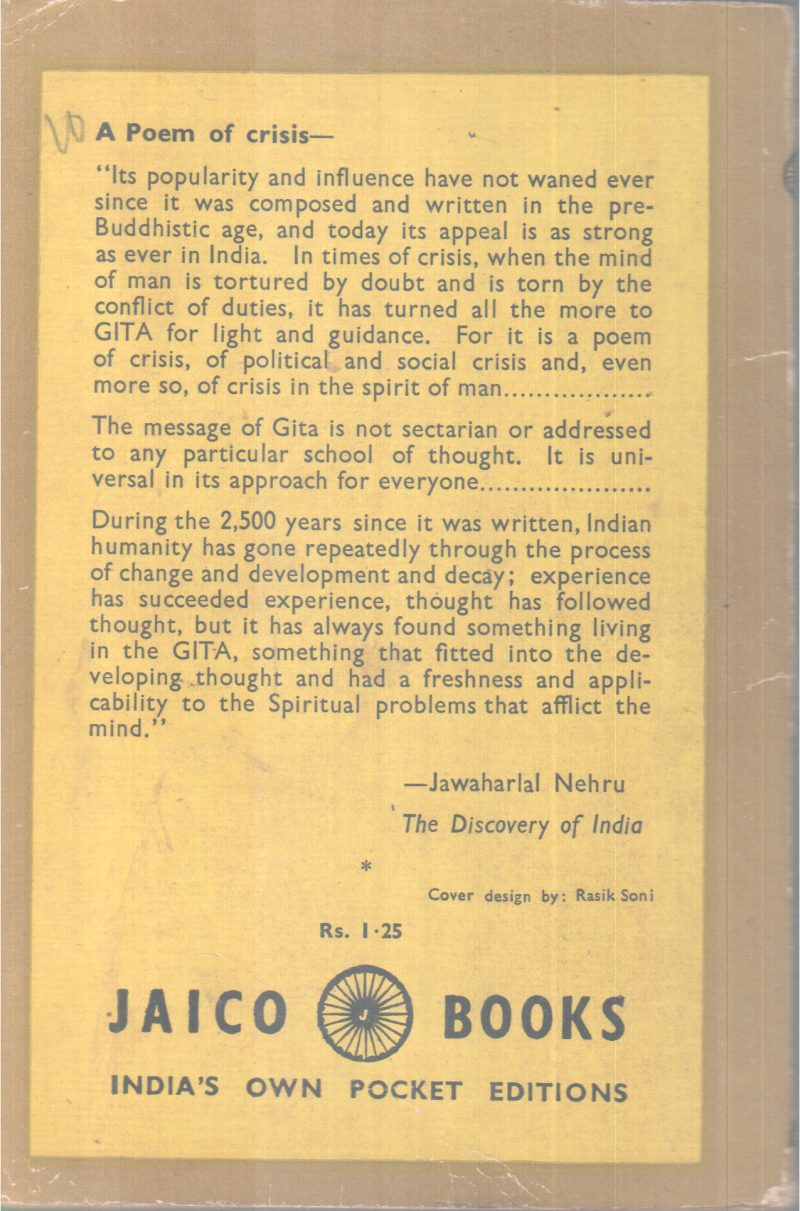 A Poem of crisis—
"Its popularity and influence have not waned ever
since it was composed and written in the pre-
Buddhistic age, and today its appeal is as strong
as ever in India. In times of crisis, when the mind
of man is tortured by doubt and is torn by the
conflict of duties, it has turned all the more to
GITA for light and guidance. For it is a poem
of crisis, of political and social crisis and, even
more so, of crisis in the spirit of man..................
The message of Gita is not sectarian or addressed
to any particular school of thought. It is uni-
versal in its approach for everyone.....................
During the 2,500 years since it was written, Indian
humanity has gone repeatedly through the process
of change and development and decay; experience
has succeeded experience, thought has followed
thought, but it has always found something living
in the GITA, something that fitted into the de-
veloping thought and had a freshness and appli-
cability to the Spiritual problems that afflict the
mind."
—Jawaharlal Nehru
The Discovery of India
*
Cover design by: Rasik Soni
Rs. 1·25
JAICO J BOOKS
INDIA'S OWN POCKET EDITIONS